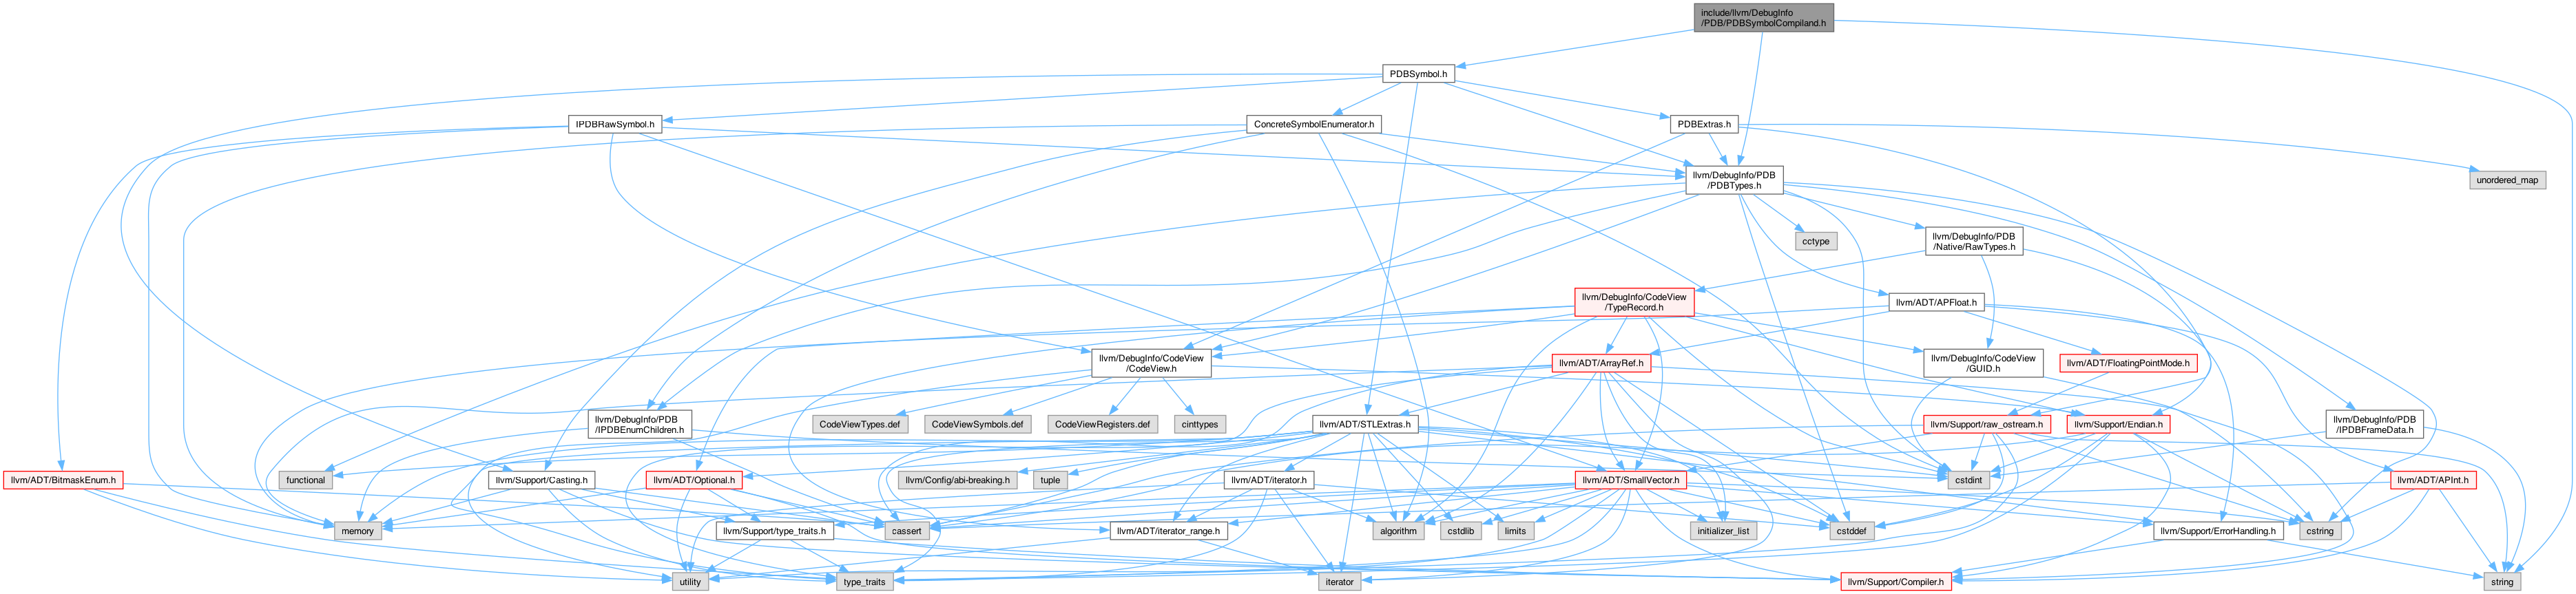 include/llvm/DebugInfo
/PDB/PDBSymbolCompiland.h
PDBSymbol.h
IPDBRawSymbol.h
ConcreteSymbolEnumerator.h
PDBExtras.h
llvm/DebugInfo/PDB
/PDBTypes.h
unordered_map
cctype
llvm/DebugInfo/PDB
/Native/RawTypes.h
llvm/DebugInfo/CodeView
/TypeRecord.h
llvm/ADT/APFloat.h
llvm/DebugInfo/CodeView
/CodeView.h
llvm/ADT/ArrayRef.h
llvm/DebugInfo/CodeView
/GUID.h
llvm/ADT/FloatingPointMode.h
llvm/DebugInfo/PDB
/IPDBEnumChildren.h
CodeViewTypes.def
CodeViewSymbols.def
CodeViewRegisters.def
cinttypes
llvm/ADT/STLExtras.h
llvm/Support/raw_ostream.h
llvm/Support/Endian.h
llvm/DebugInfo/PDB
/IPDBFrameData.h
llvm/ADT/BitmaskEnum.h
functional
llvm/Support/Casting.h
llvm/ADT/Optional.h
llvm/Config/abi-breaking.h
tuple
llvm/ADT/iterator.h
llvm/ADT/SmallVector.h
cstdint
llvm/ADT/APInt.h
memory
llvm/Support/type_traits.h
cassert
llvm/ADT/iterator_range.h
algorithm
cstdlib
limits
initializer_list
cstddef
llvm/Support/ErrorHandling.h
cstring
utility
type_traits
iterator
llvm/Support/Compiler.h
string